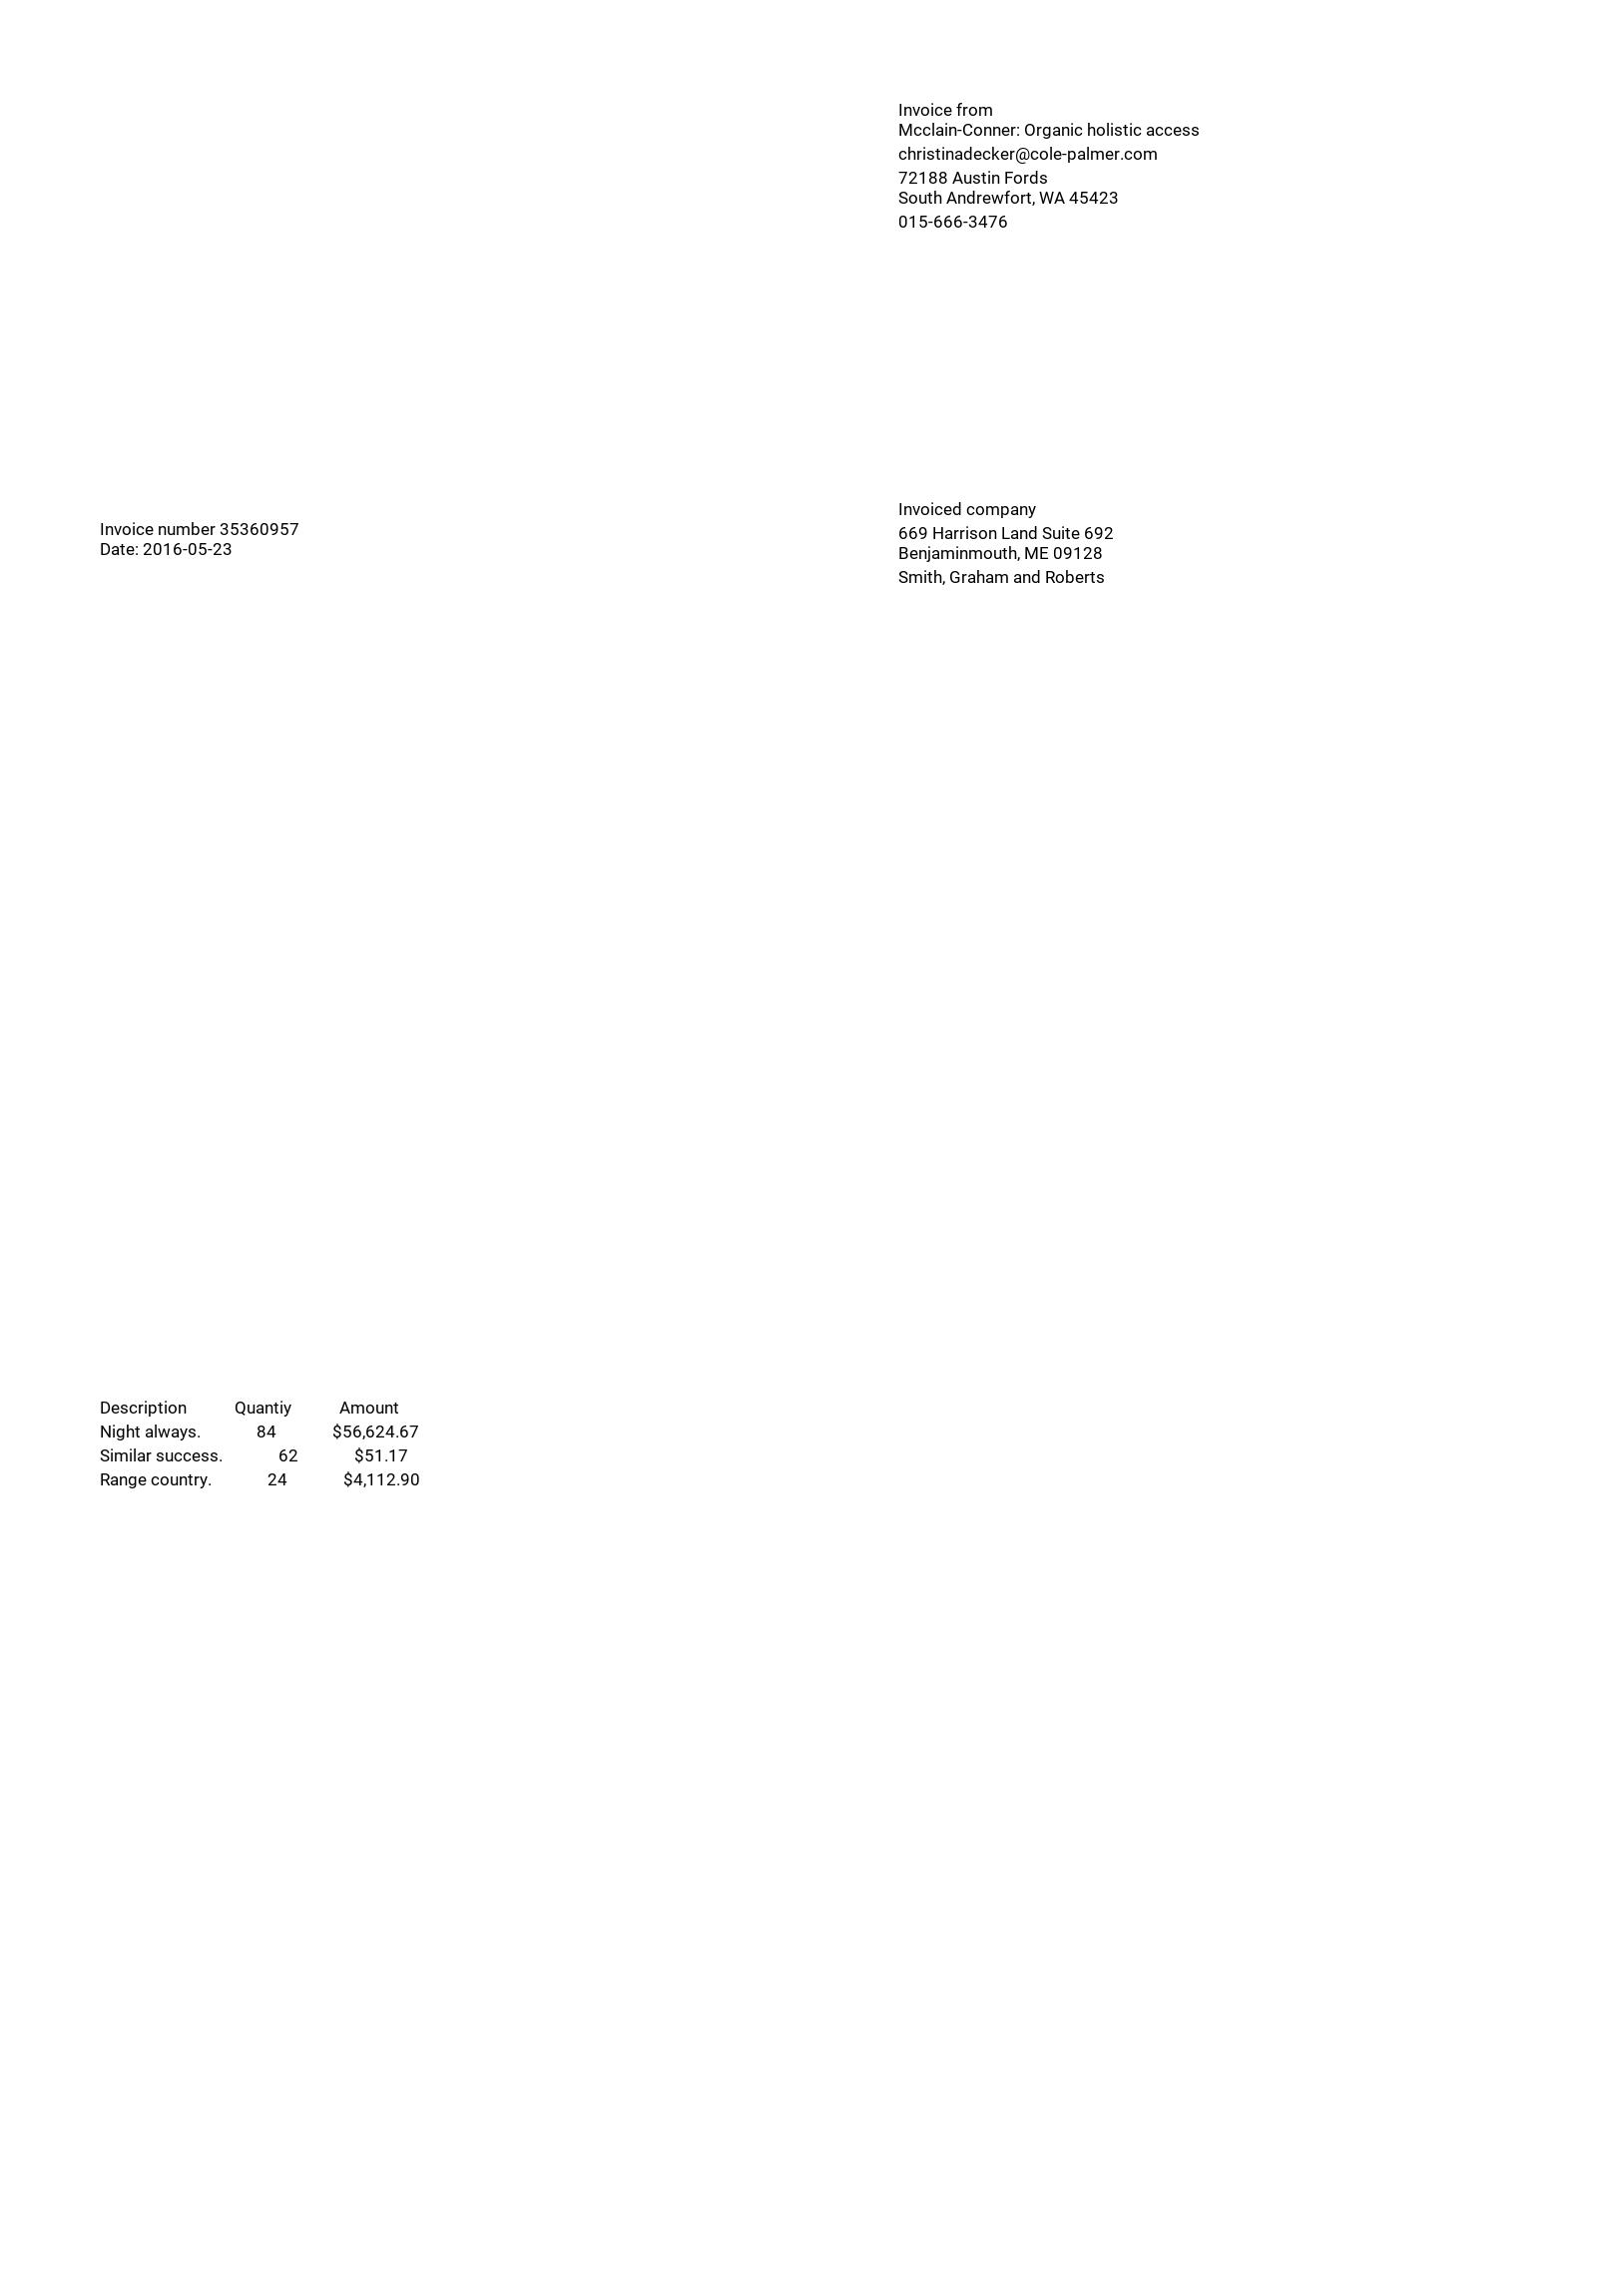 Invoice from
Mcclain-Conner: Organic holistic access
christinadecker@cole-palmer.com
72188 Austin Fords
South Andrewfort, WA 45423
015-666-3476
Invoice number 35360957
Date: 2016-05-23
Invoiced company
669 Harrison Land Suite 692
Benjaminmouth, ME 09128
Smith, Graham and Roberts
Description Quantiy Amount
Night always. 84 $56,624.67
Similar success. 62 $51.17
Range country. 24 $4,112.90